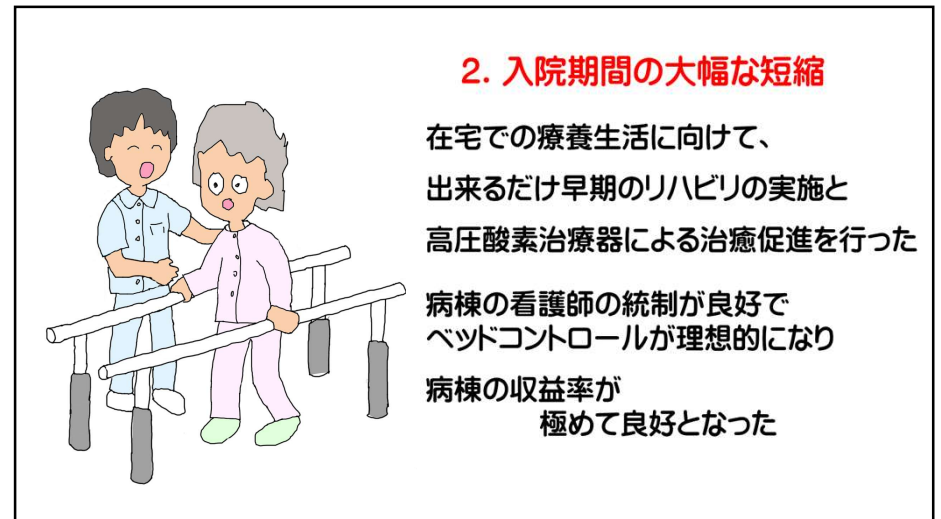 2. 入院期間の大幅な短縮
在宅での療養生活に向けて、
出来るだけ早期のリハビリの実施と
高圧酸素治療器による治癒促進を行った
病棟の看護師の統制が良好で
ベッドコントロールが理想的になり
病棟の収益率が
極めて良好となった